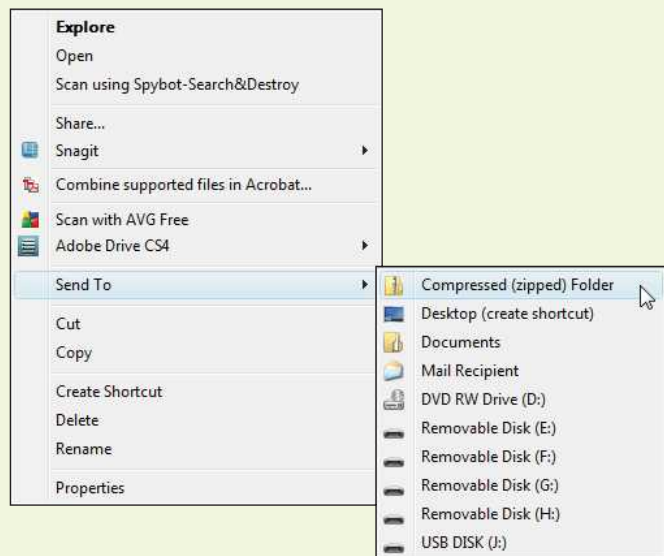 Explore
Open
Scan using Spybot-Search&Destroy
Share...
Snagit
Combine supported files in Acrobat...
Scan with AVG Free
Adobe Drive CS4
Send To
Cut
Copy
Create Shortcut
Delete
Rename
Properties
Compressed (zipped) Folder
Desktop (create shortcut)
Documents
Mail Recipient
DVD RW Drive (D:)
Removable Disk (E:)
Removable Disk (F:)
Removable Disk (G:)
Removable Disk (H:)
USB DISK (J:)